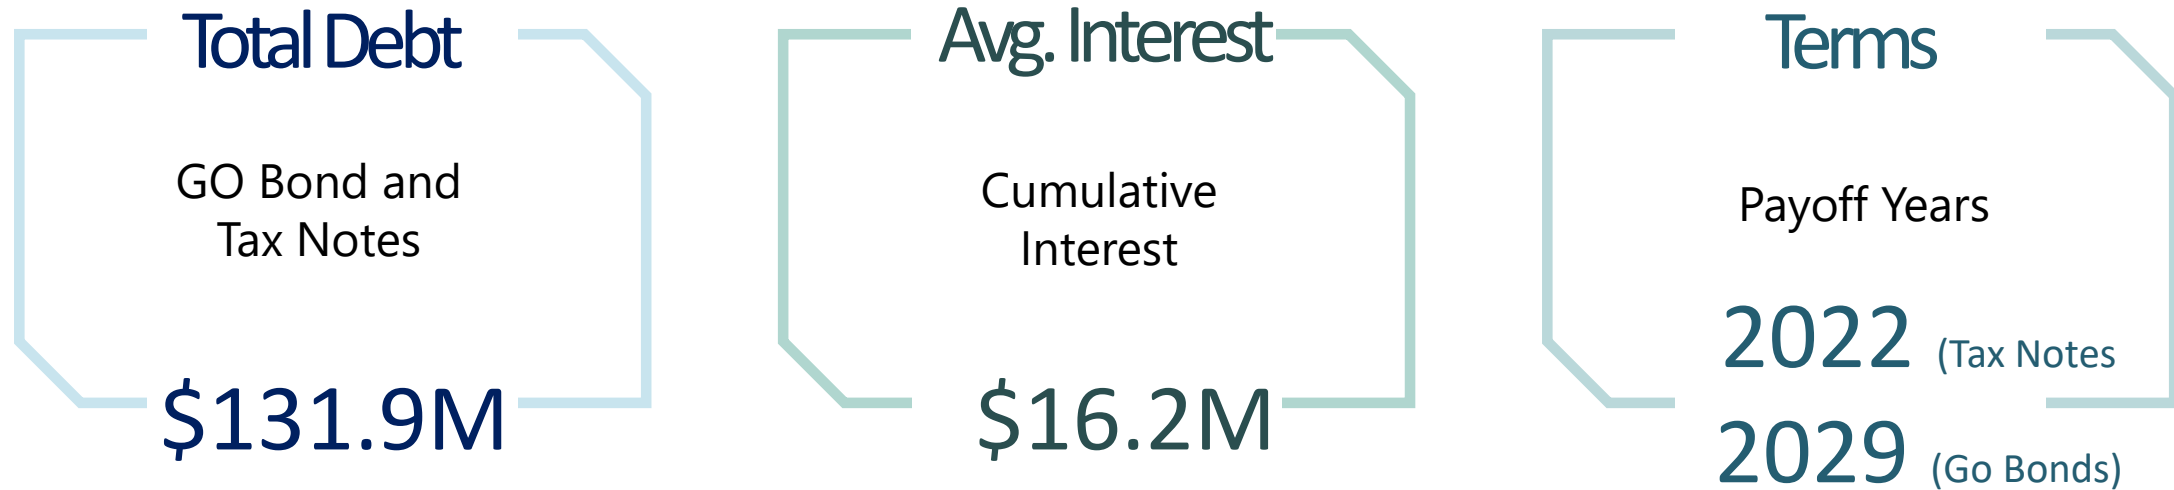 Total Debt
GO Bond and
Tax Notes
$131.9M
Avg. Interest
Cumulative
Interest
$16.2M
Terms
Payoff Years
2022 (Tax Notes
2029 (Go Bonds)